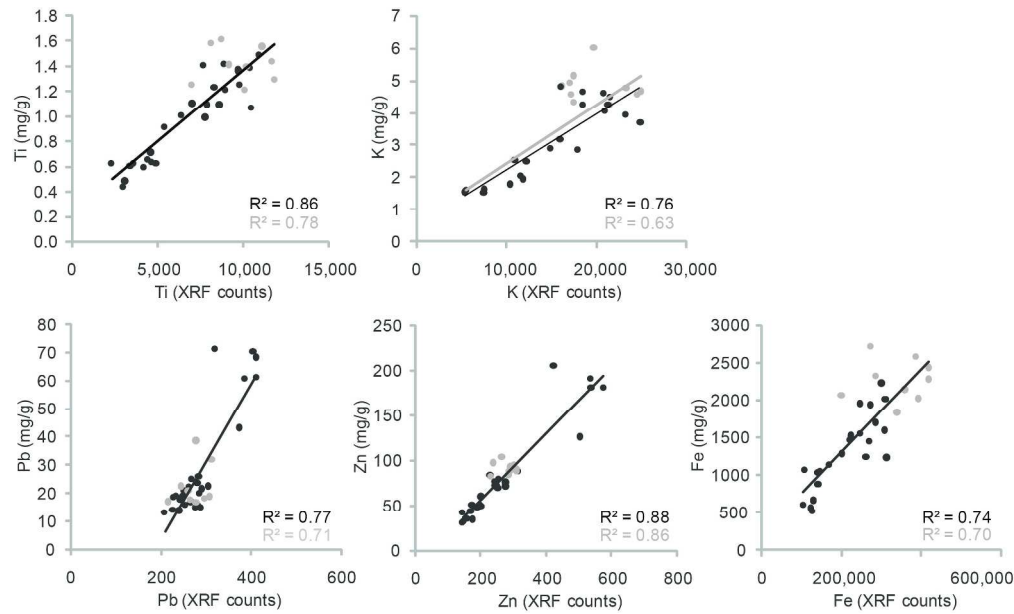 1.8
1.6
1.4
1.2
1.0
0.8
0.6
0.4
0.2
0.0
Ti (mg/g)
R² = 0.86
R² = 0.78
0 5,000 10,000 15,000
Ti (XRF counts)
7
6
5
4
3
2
1
0
K (mg/g)
R² = 0.76
R² = 0.63
0 10,000 20,000 30,000
K (XRF counts)
80
70
60
50
40
30
20
10
0
Pb (mg/g)
R² = 0.77
R² = 0.71
0 200 400 600
Pb (XRF counts)
250
200
150
100
50
0
Zn (mg/g)
R² = 0.88
R² = 0.86
0 200 400 600 800
Zn (XRF counts)
3000
2500
2000
1500
1000
500
0
Fe (mg/g)
R² = 0.74
R² = 0.70
0 200,000 600,000
Fe (XRF counts)